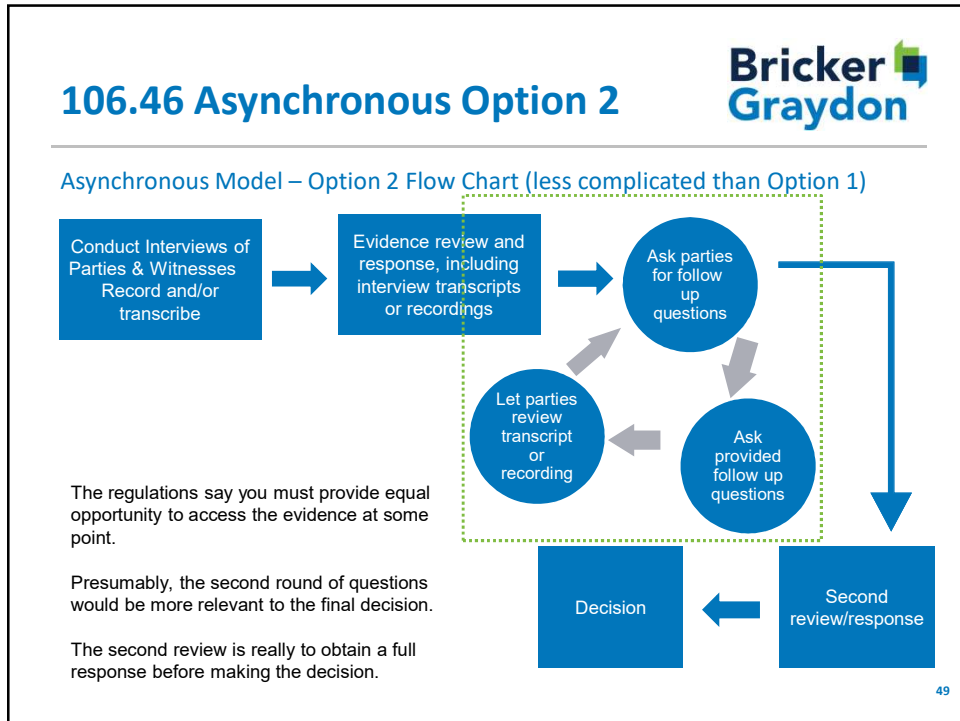 106.46 Asynchronous Option 2
Bricker
Graydon
Asynchronous Model – Option 2 Flow Chart (less complicated than Option 1)
Conduct Interviews of
Parties & Witnesses
Record and/or
transcribe
Evidence review and
response, including
interview transcripts
or recordings
Ask parties
for follow
up
questions
Let parties
review
transcript
or
recording
Ask
provided
follow up
questions
The regulations say you must provide equal
opportunity to access the evidence at some
point.
Presumably, the second round of questions
would be more relevant to the final decision.
The second review is really to obtain a full
response before making the decision.
Decision
Second
review/response
49